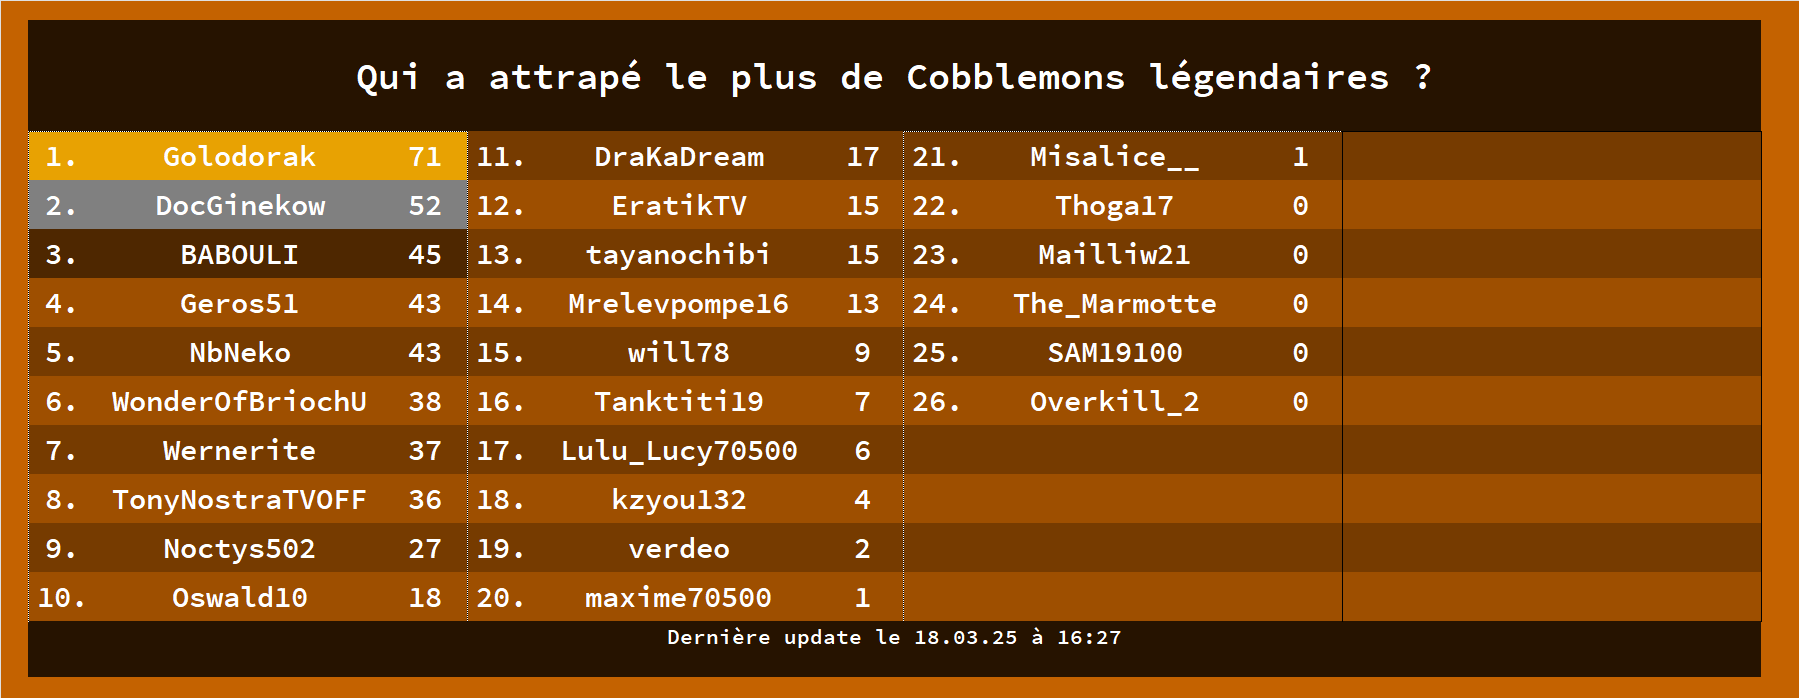 Qui a attrapé le plus de Cobblemons légendaires ?
1. Golodorak 71
2. DocGinekow 52
3. BABOULI 45
4. Geros51 43
5. NbNeko 43
6. WonderOfBriochU 38
7. Wernerite 37
8. TonyNostraTVOFF 36
9. Noctys502 27
10. Oswald10 18
11. DraKaDream 17
12. EratikTV 15
13. tayanochibi 15
14. Mrelevpompe16 13
15. will78 9
16. Tanktiti19 7
17. Lulu_Lucy70500 6
18. kzyou132 4
19. verdeo 2
20. maxime70500 1
21. Misalice__ 1
22. Thoga17 0
23. Mailliw21 0
24. The_Marmotte 0
25. SAM19100 0
26. Overkill_2 0
Dernière update le 18.03.25 à 16:27